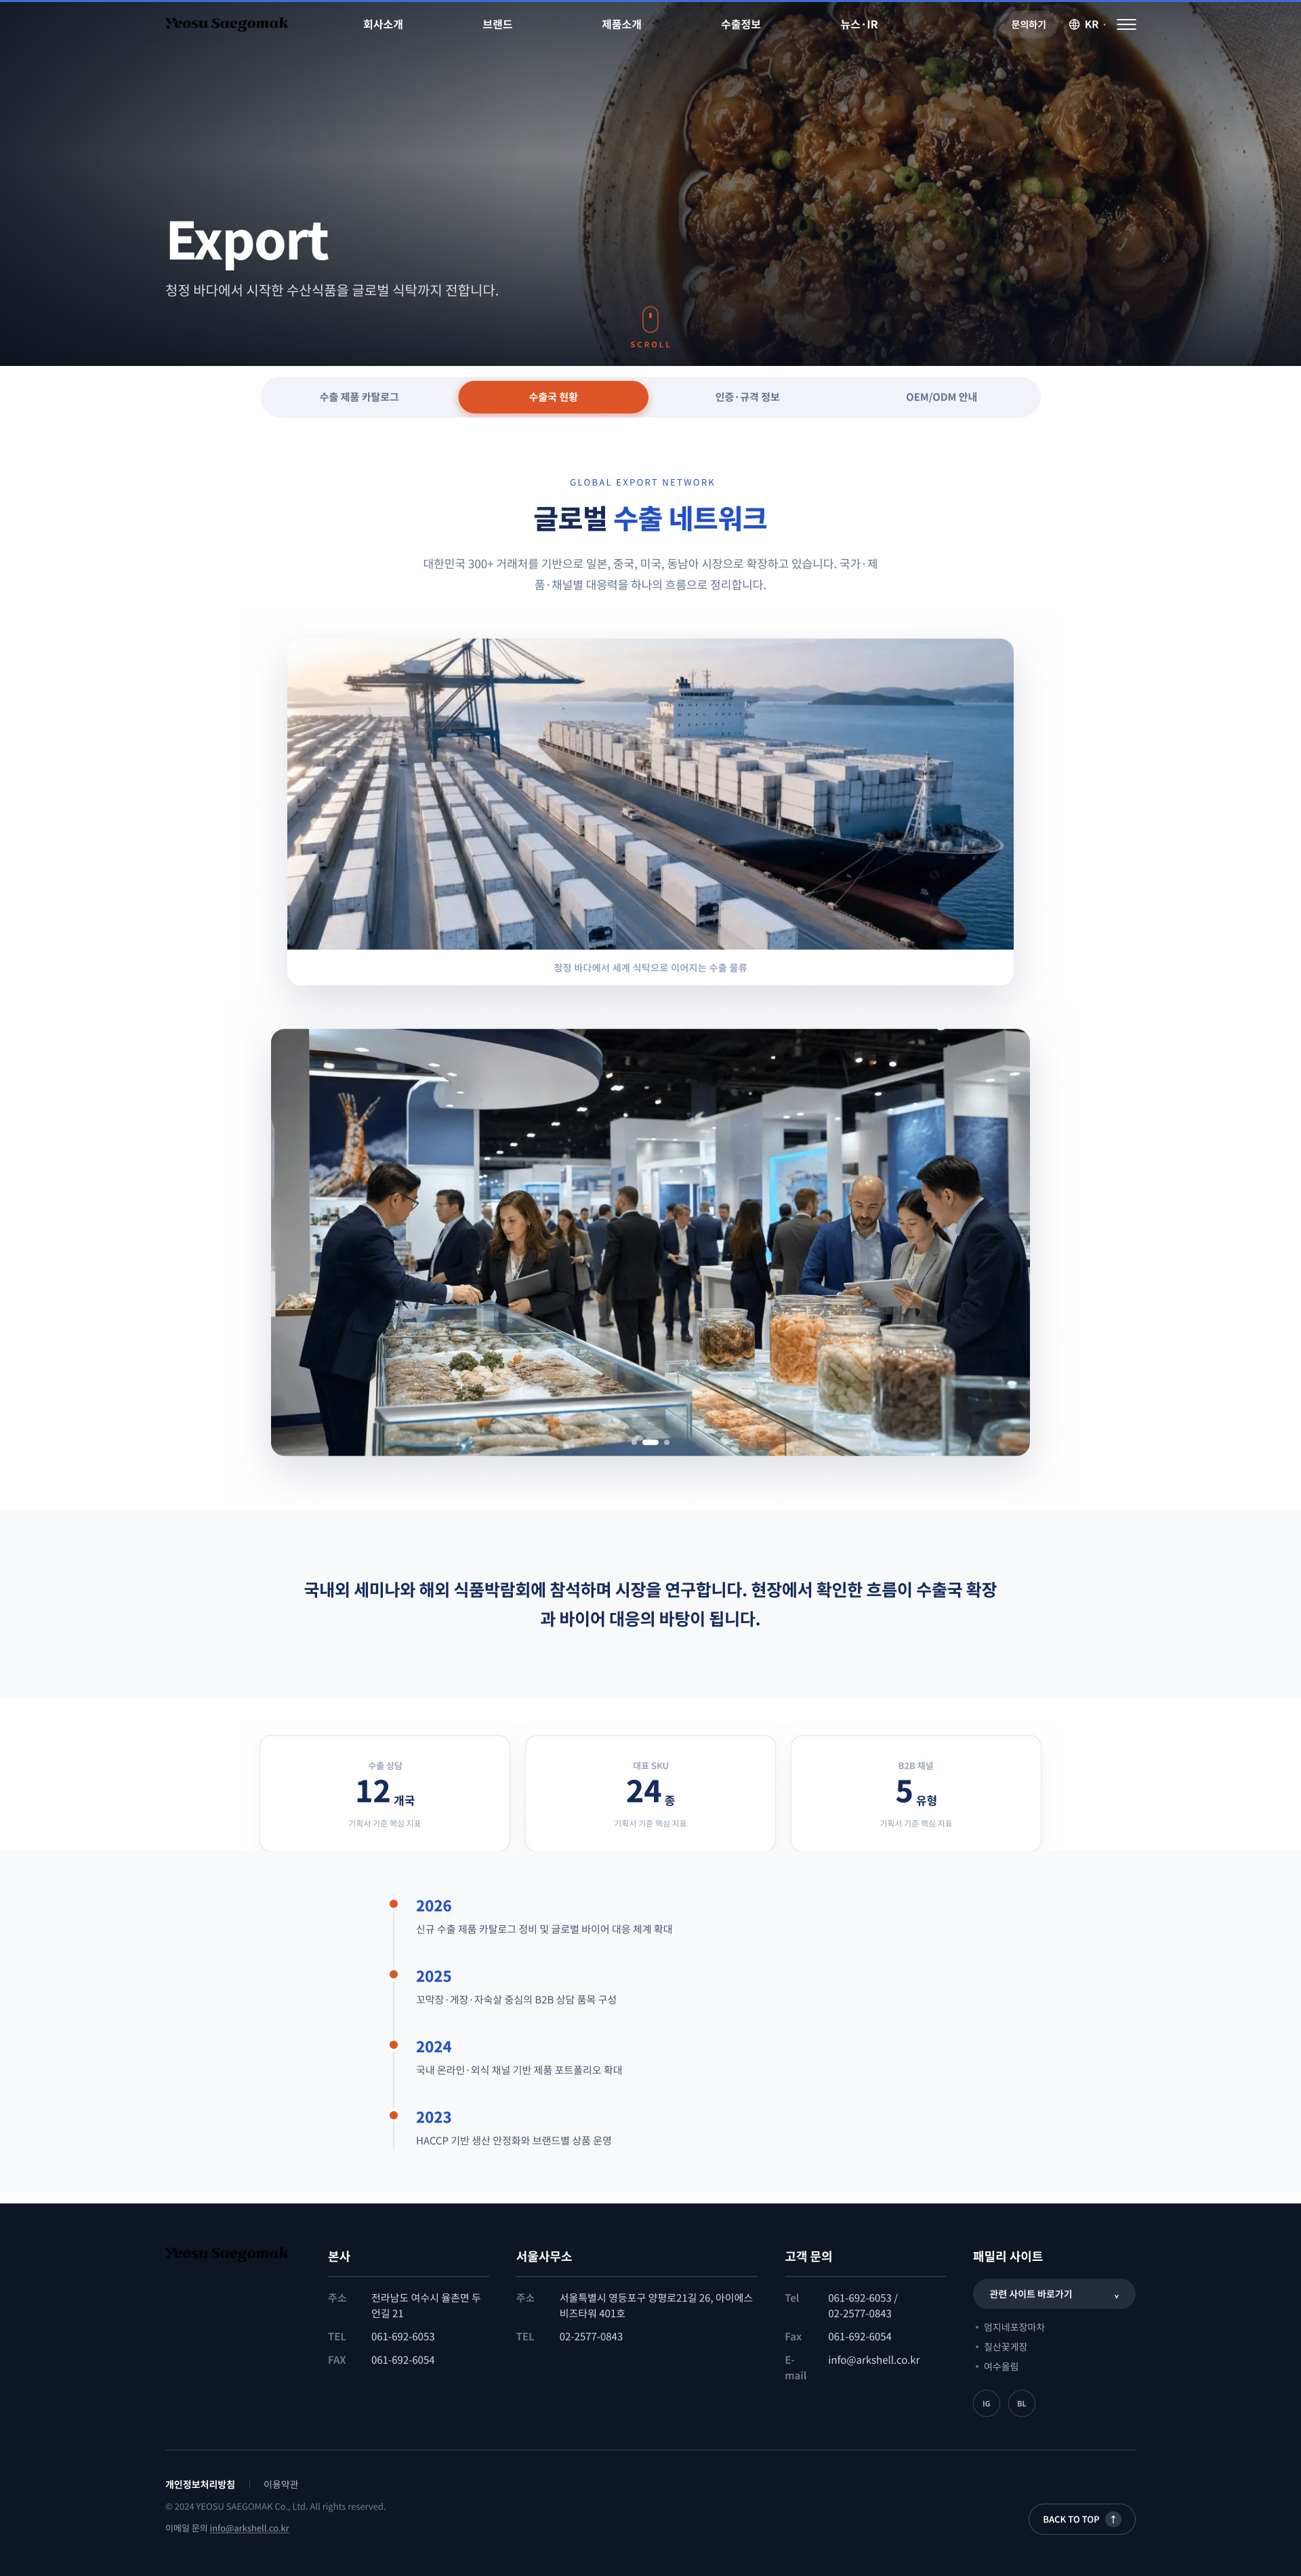 Yeosu Saegomak
회사소개
브랜드
제품소개
수출정보
뉴스·IR
문의하기
KR
Export
청정 바다에서 시작한 수산식품을 글로벌 식탁까지 전합니다.
SCROLL
수출 제품 카탈로그
수출국 현황
인증·규격 정보
OEM/ODM 안내
GLOBAL EXPORT NETWORK
글로벌 수출 네트워크
대한민국 300+ 거래처를 기반으로 일본, 중국, 미국, 동남아 시장으로 확장하고 있습니다. 국가·제
품·채널별 대응력을 하나의 흐름으로 정리합니다.
청정 바다에서 세계 식탁으로 이어지는 수출 물류
국내외 세미나와 해외 식품박람회에 참석하며 시장을 연구합니다. 현장에서 확인한 흐름이 수출국 확장
과 바이어 대응의 바탕이 됩니다.
수출 상담
12 개국
기획서 기준 핵심 지표
대표 SKU
24 종
기획서 기준 핵심 지표
B2B 채널
5 유형
기획서 기준 핵심 지표
2026
신규 수출 제품 카탈로그 정비 및 글로벌 바이어 대응 체계 확대
2025
꼬막장·게장·자숙살 중심의 B2B 상담 품목 구성
2024
국내 온라인·외식 채널 기반 제품 포트폴리오 확대
2023
HACCP 기반 생산 안정화와 브랜드별 상품 운영
Yeosu Saegomak
본사
주소 전라남도 여수시 율촌면 두
언길 21
TEL 061-692-6053
FAX 061-692-6054
서울사무소
주소 서울특별시 영등포구 양평로21길 26, 아이에스
비즈타워 401호
TEL 02-2577-0843
고객 문의
Tel 061-692-6053 /
02-2577-0843
Fax 061-692-6054
E-
mail info@arkshell.co.kr
패밀리 사이트
관련 사이트 바로가기
엄지네포장마차
칠산꽃게장
여수올림
IG
BL
개인정보처리방침
이용약관
© 2024 YEOSU SAEGOMAK Co., Ltd. All rights reserved.
이메일 문의 info@arkshell.co.kr
BACK TO TOP ↑